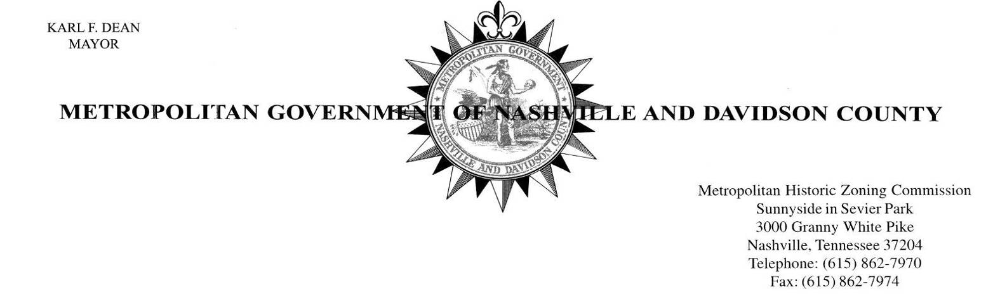 KARL F. DEAN
MAYOR
METROPOLITAN GOVERNMENT OF NASHVILLE AND DAVIDSON COUNTY
METROPOLITAN GOVERNMENT
NASHVILLE AND DAVIDSON COUNTY
Metropolitan Historic Zoning Commission
Sunnyside in Sevier Park
3000 Granny White Pike
Nashville, Tennessee 37204
Telephone: (615) 862-7970
Fax: (615) 862-7974